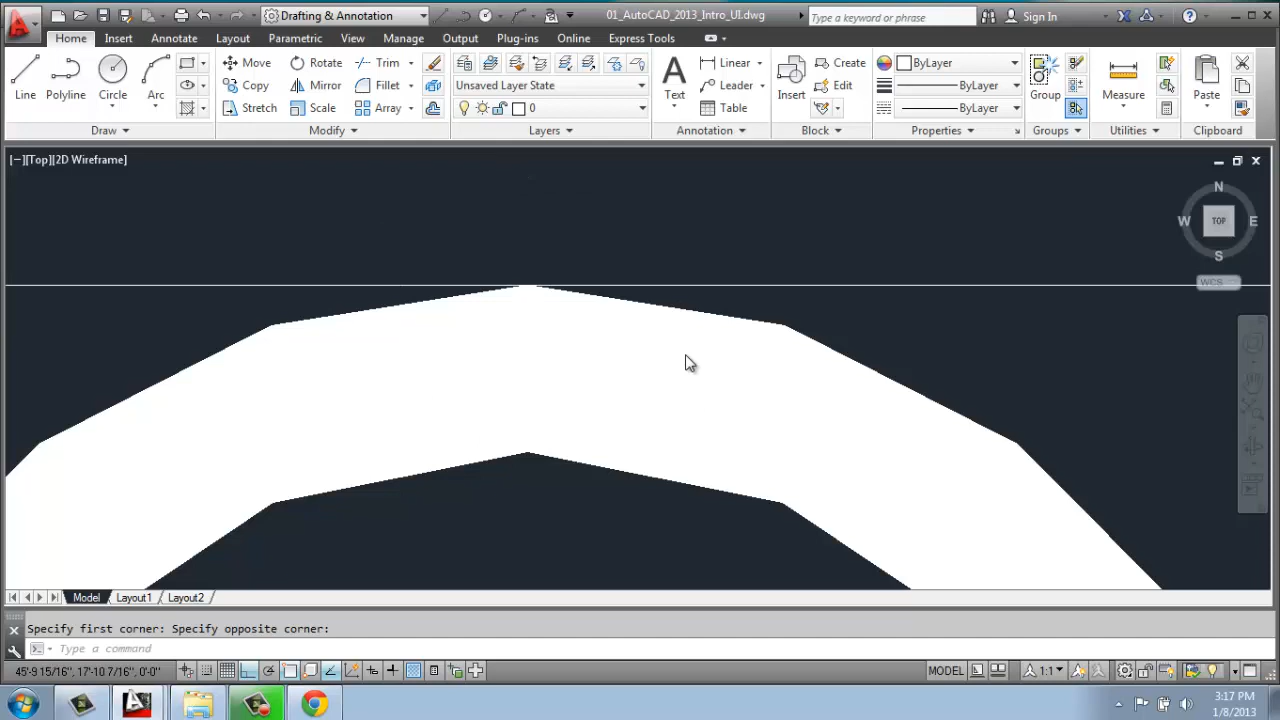 Drafting & Annotation
01_AutoCAD_2013_Intro_UI.dwg
Type a keyword or phrase
Sign In
Home Insert Annotate Layout Parametric View Manage Output Plug-ins Online Express Tools
Line Polyline Circle Arc
Move Rotate Trim
Copy Mirror Fillet
Stretch Scale Array
Unsaved Layer State
0
Text
Linear
Leader
Table
Insert
Create
Edit
ByLayer
ByLayer
ByLayer
Group
Measure
Paste
Draw Modify Layers Annotation Block Properties Groups Utilities Clipboard
[−][Top][2D Wireframe]
N
W TOP E
S
WCS
Model Layout1 Layout2
Specify first corner: Specify opposite corner:
Type a command
45'-9 15/16", 17'-10 7/16", 0'-0"
MODEL
1:1
3:17 PM
1/8/2013